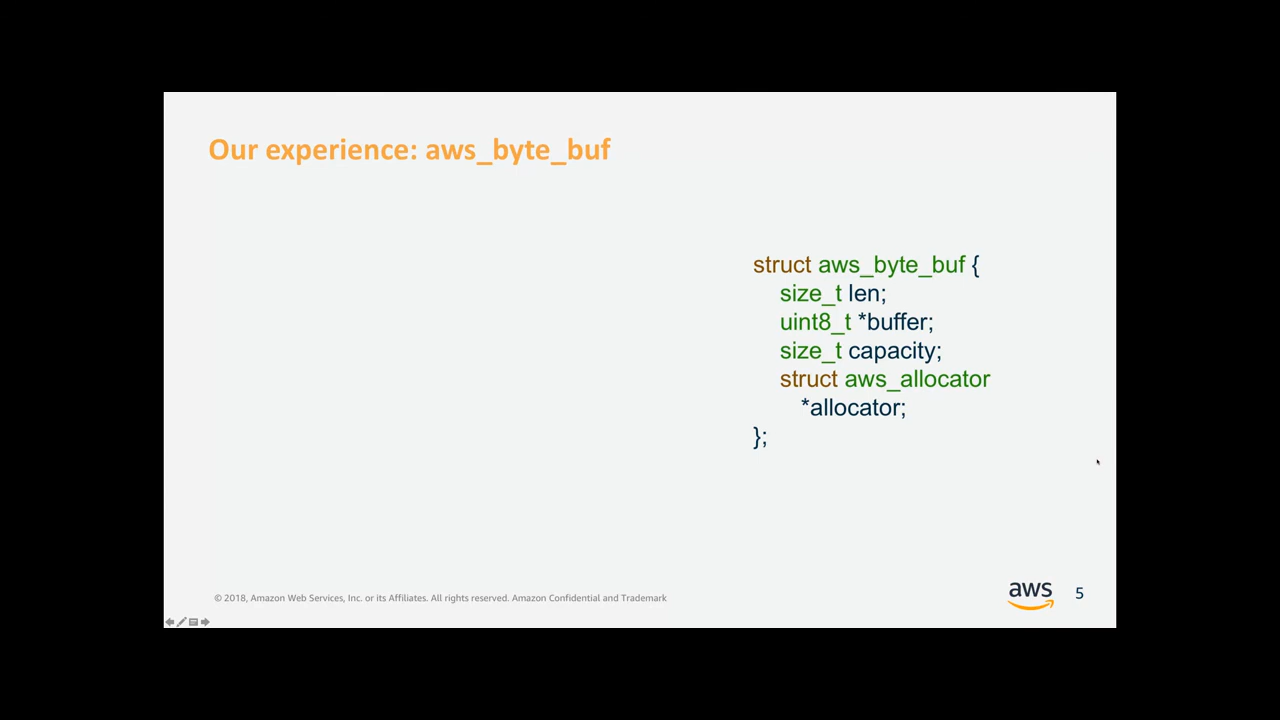 Our experience: aws_byte_buf
struct aws_byte_buf {
size_t len;
uint8_t *buffer;
size_t capacity;
struct aws_allocator
*allocator;
};
© 2018, Amazon Web Services, Inc. or its Affiliates. All rights reserved. Amazon Confidential and Trademark
aws
5